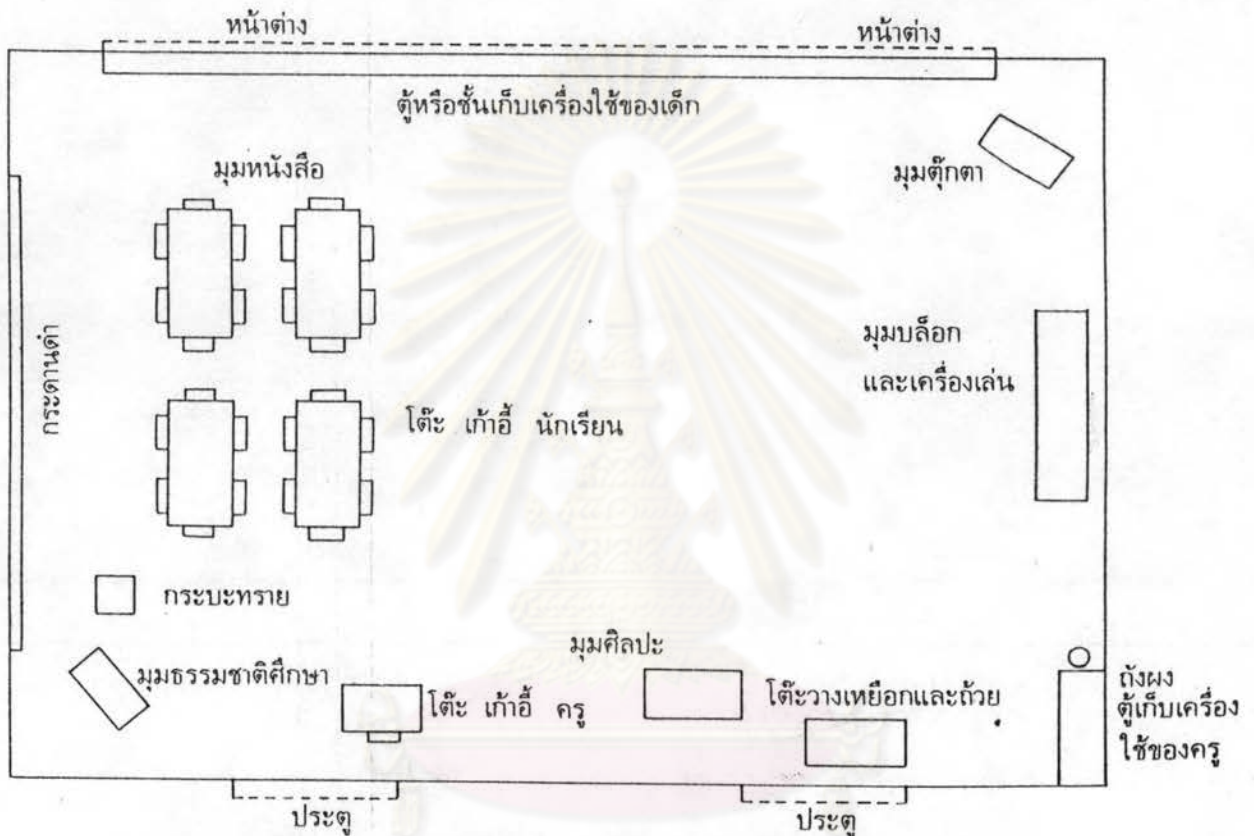 หน้าต่าง
หน้าต่าง
ตู้หรือชั้นเก็บเครื่องใช้ของเด็ก
มุมหนังสือ
มุมตุ๊กตา
กระดานดำ
มุมบล็อก
และเครื่องเล่น
โต๊ะ เก้าอี้ นักเรียน
กระบะทราย
มุมศิลปะ
มุมธรรมชาติศึกษา
โต๊ะ เก้าอี้ ครู
โต๊ะวางเหยือกและถ้วย
ถังผง
ตู้เก็บเครื่อง
ใช้ของครู
ประตู
ประตู